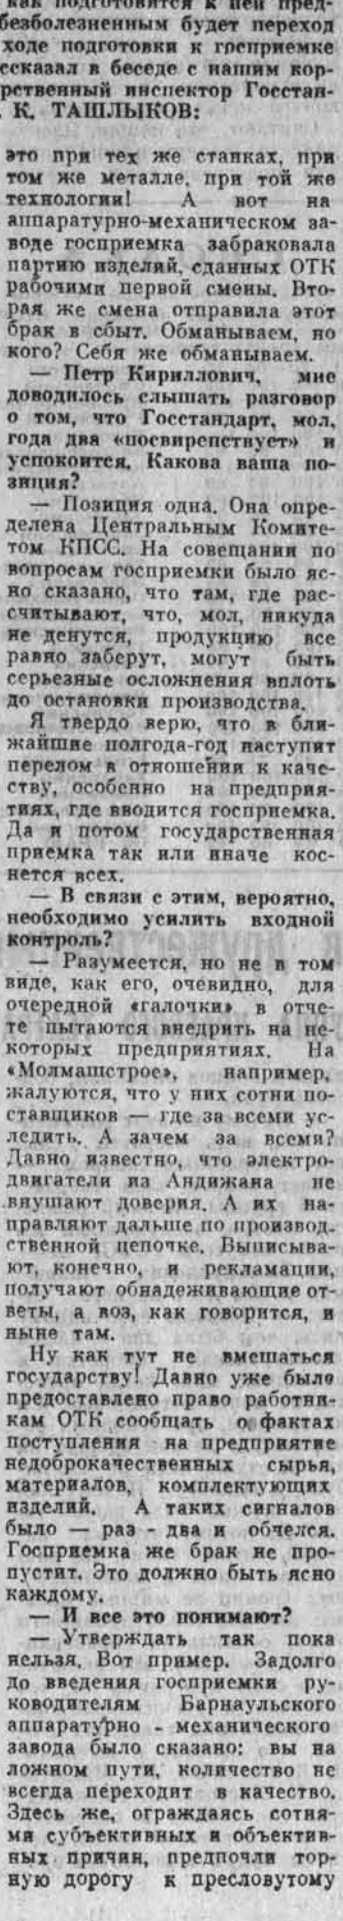 как подготовится к ней пред-
безболезненным будет переход
ходе подготовки к госприемке
ссказал в беседе с нашим кор-
рственный инспектор Госстан-
. К. ТАШЛЫКОВ:
это при тех же станках, при
том же металле, при той же
технологии! А вот на
аппаратурно-механическом за-
воде госприемка забраковала
партию изделий, сданных ОТК
рабочими первой смены. Вто-
рая же смена отправила этот
брак в сбыт. Обманываем, но
кого? Себя же обманываем.
— Петр Кириллович, мне
доводилось слышать разговор
о том, что Госстандарт, мол,
года два «посвирепствует» и
успокоится. Какова ваша по-
зиция?
— Позиция одна. Она опре-
делена Центральным Комите-
том КПСС. На совещании по
вопросам госприемки было яс-
но сказано, что там, где рас-
считывают, что, мол, никуда
не денутся, продукцию все
равно заберут, могут быть
серьезные осложнения вплоть
до остановки производства.
Я твердо верю, что в бли-
жайшие полгода-год наступит
перелом в отношении к каче-
ству, особенно на предприя-
тиях, где вводится госприемка.
Да и потом государственная
приемка так или иначе кос-
нется всех.
— В связи с этим, вероятно,
необходимо усилить входной
контроль?
— Разумеется, но не в том
виде, как его, очевидно, для
очередной «галочки» в отче-
те пытаются внедрить на не-
которых предприятиях. На
«Молмашстрое», например,
жалуются, что у них сотни по-
ставщиков — где за всеми ус-
ледить. А зачем за всеми?
Давно известно, что электро-
двигатели из Андижана не
внушают доверия. А их на-
правляют дальше по производ-
ственной цепочке. Выписыва-
ют, конечно, и рекламации,
получают обнадеживающие от-
веты, а воз, как говорится, и
ныне там.
Ну как тут не вмешаться
государству! Давно уже было
предоставлено право работни-
кам ОТК сообщать о фактах
поступления на предприятие
недоброкачественных сырья,
материалов, комплектующих
изделий. А таких сигналов
было — раз - два и обчелся.
Госприемка же брак не про-
пустит. Это должно быть ясно
каждому.
— И все это понимают?
— Утверждать так пока
нельзя. Вот пример. Задолго
до введения госприемки ру-
ководителям Барнаульского
аппаратурно - механического
завода было сказано: вы на
ложном пути, количество не
всегда переходит в качество.
Здесь же, ограждаясь сотня-
ми субъективных и объектив-
ных причин, предпочли тор-
ную дорогу к пресловутому